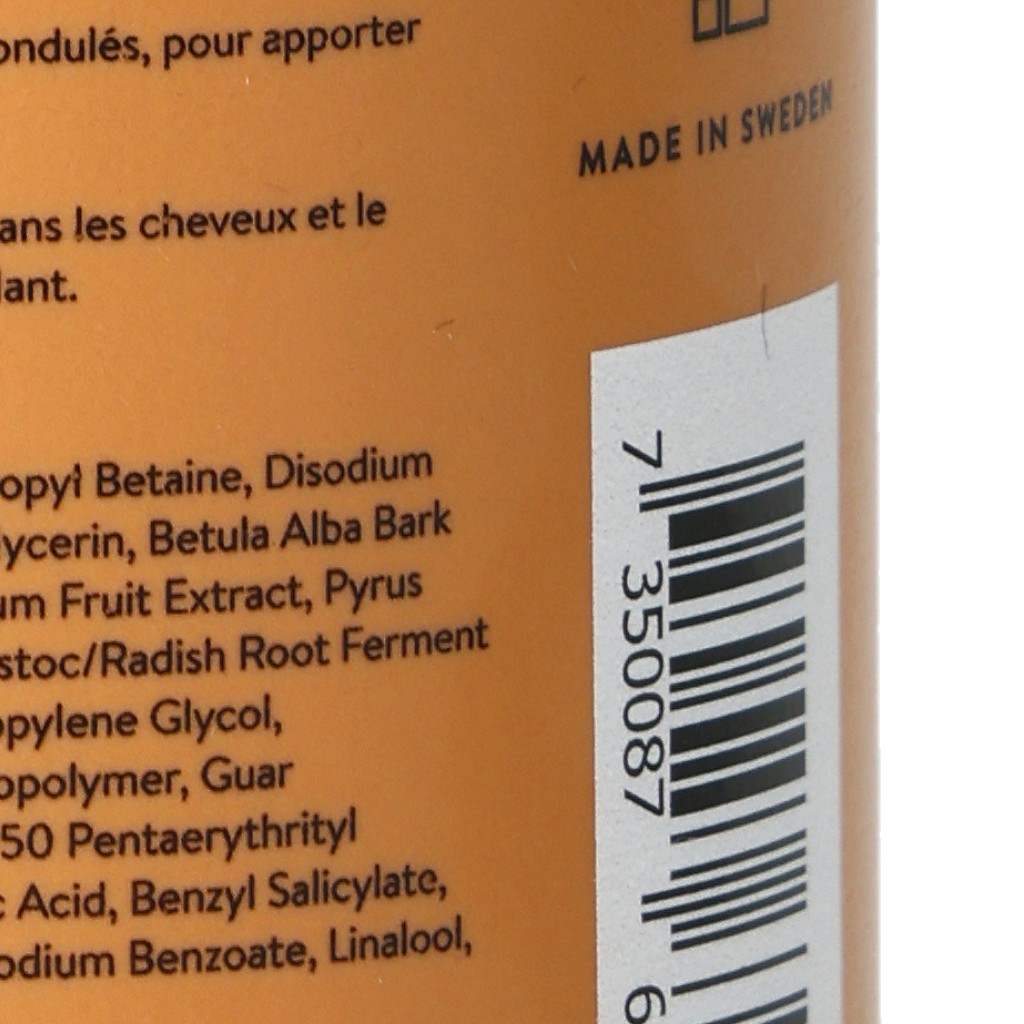 ondulés, pour apporter
ans les cheveux et le
lant.
opyl Betaine, Disodium
lycerin, Betula Alba Bark
um Fruit Extract, Pyrus
stoc/Radish Root Ferment
opylene Glycol,
opolymer, Guar
50 Pentaerythrityl
c Acid, Benzyl Salicylate,
odium Benzoate, Linalool,
MADE IN SWEDEN
7 350087 6